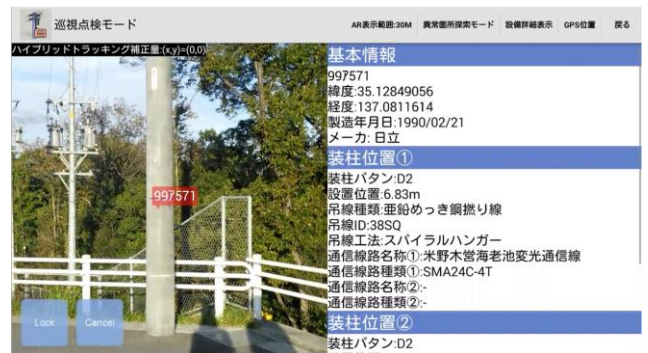 巡視点検モード
AR表示範囲:30M 異常箇所探索モード 設備詳細表示 GPS位置 戻る
ハイブリッドトラッキング補正量:(x,y)=(0,0)
997571
Lock Cancel
基本情報
997571
緯度:35.12849056
経度:137.0811614
製造年月日:1990/02/21
メーカ: 日立
装柱位置①
装柱パタン:D2
設置位置:6.83m
吊線種類:亜鉛めっき鋼撚り線
吊線ID:38SQ
吊線工法:スパイラルハンガー
通信線路名称①:米野木営海老池変光通信線
通信線路種類①:SMA24C-4T
通信線路名称②:-
通信線路種類②:-
装柱位置②
装柱パタン:D2